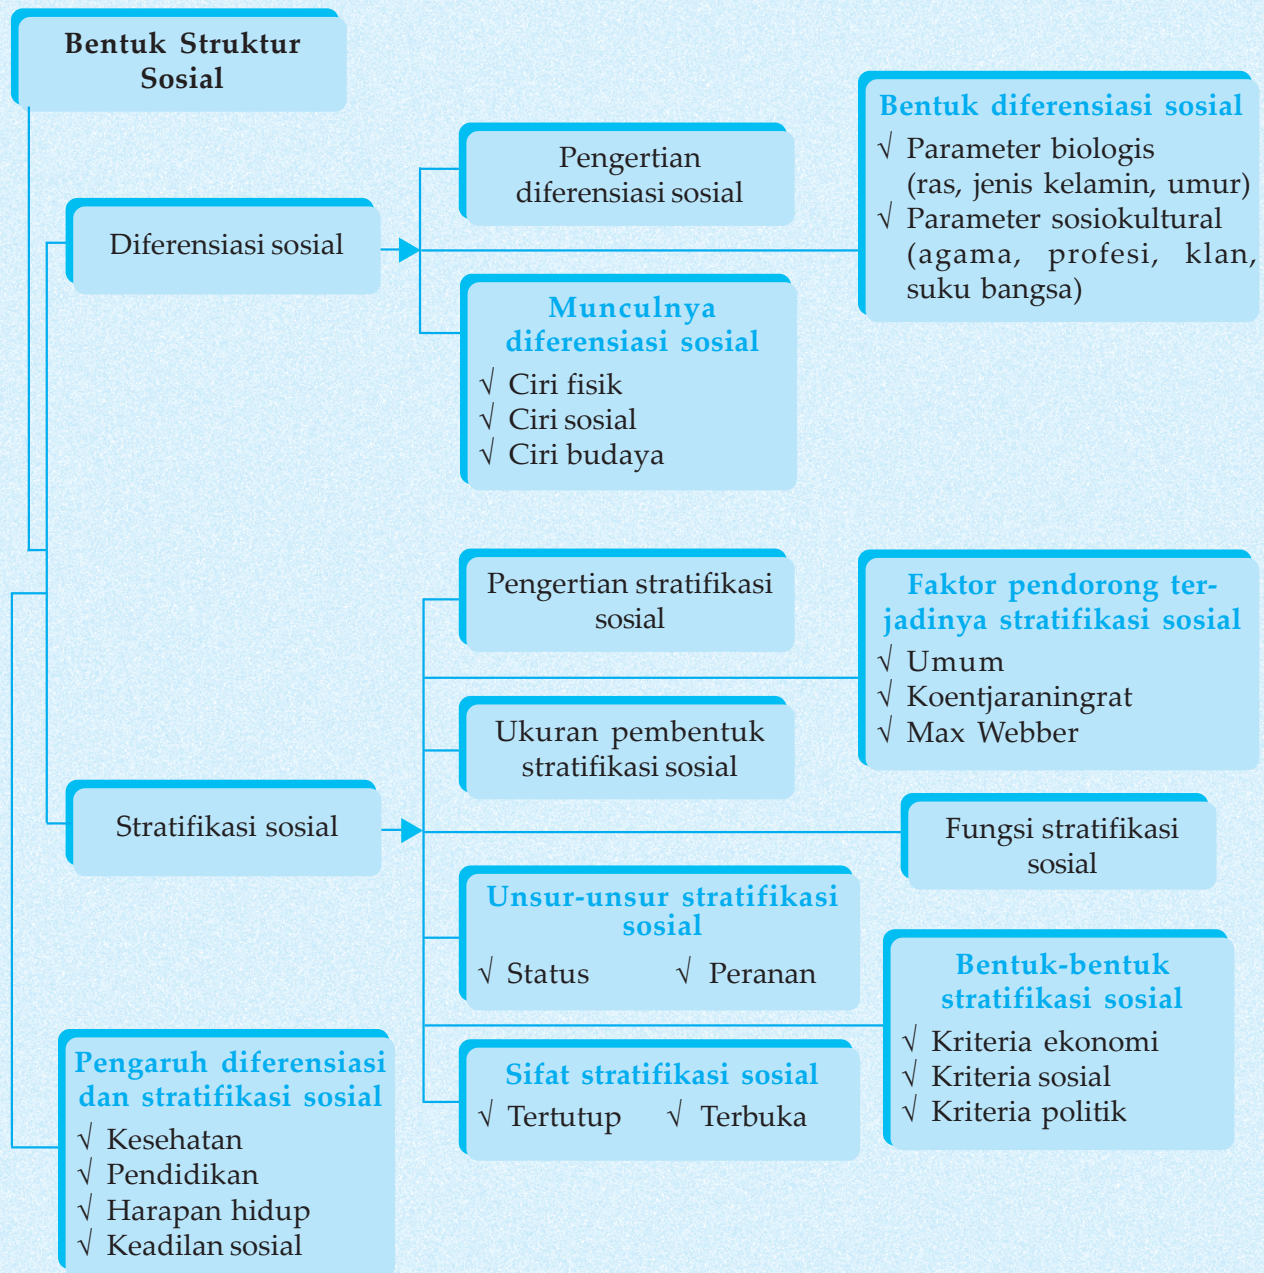 Bentuk Struktur
Sosial
Diferensiasi sosial
Pengertian
diferensiasi sosial
Bentuk diferensiasi sosial
√ Parameter biologis
(ras, jenis kelamin, umur)
√ Parameter sosiokultural
(agama, profesi, klan,
suku bangsa)
Munculnya
diferensiasi sosial
√ Ciri fisik
√ Ciri sosial
√ Ciri budaya
Stratifikasi sosial
Pengertian stratifikasi
sosial
Faktor pendorong ter-
jadinya stratifikasi sosial
√ Umum
√ Koentjaraningrat
√ Max Webber
Ukuran pembentuk
stratifikasi sosial
Fungsi stratifikasi
sosial
Unsur-unsur stratifikasi
sosial
√ Status √ Peranan
Bentuk-bentuk
stratifikasi sosial
√ Kriteria ekonomi
√ Kriteria sosial
√ Kriteria politik
Sifat stratifikasi sosial
√ Tertutup √ Terbuka
Pengaruh diferensiasi
dan stratifikasi sosial
√ Kesehatan
√ Pendidikan
√ Harapan hidup
√ Keadilan sosial